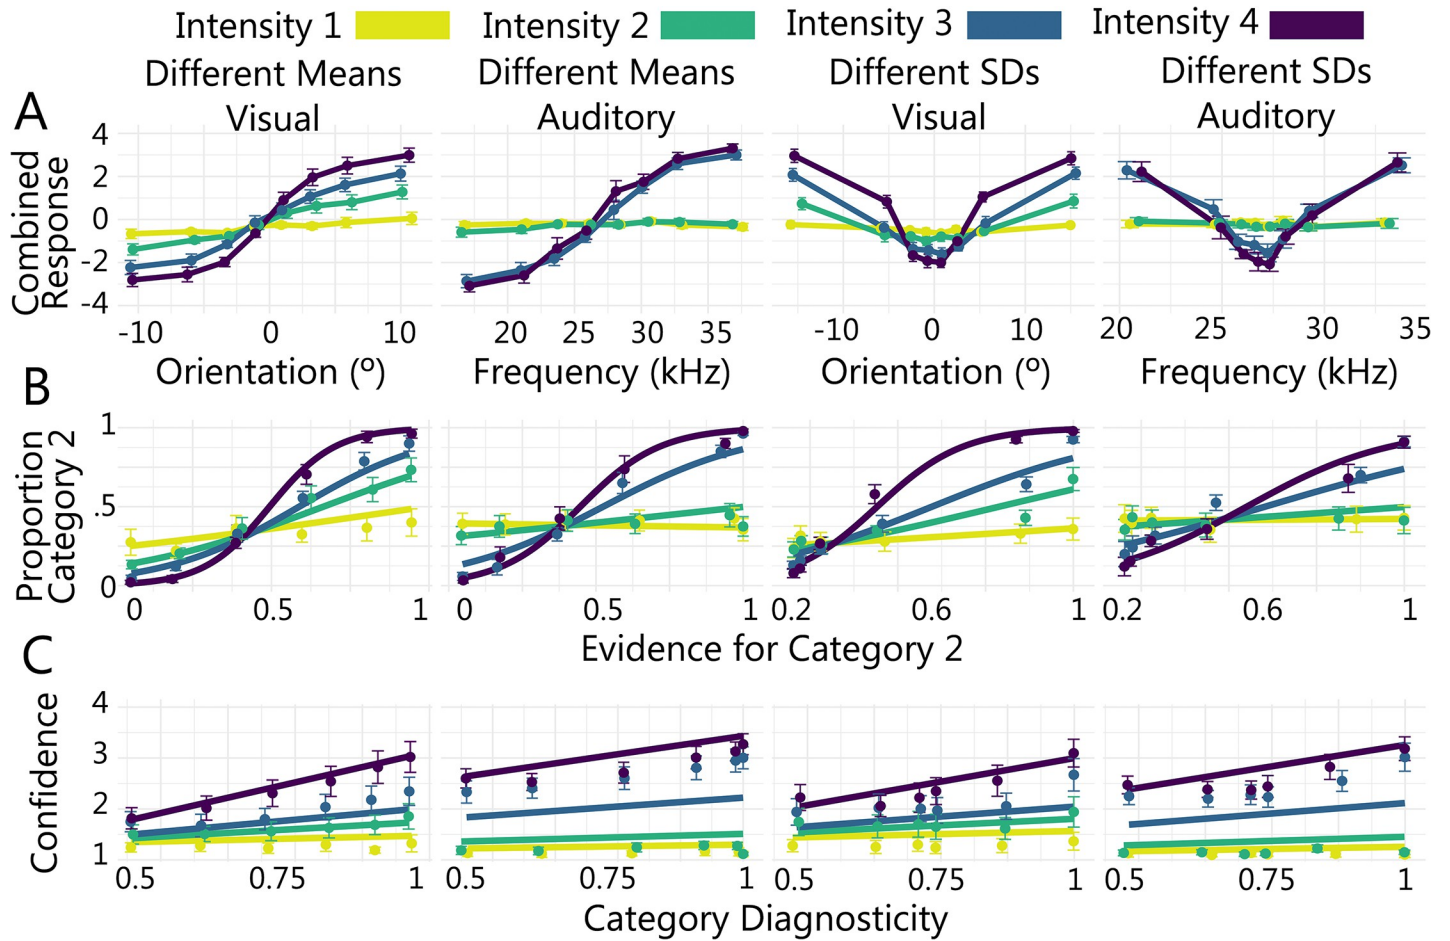 Intensity 1 Intensity 2 Intensity 3 Intensity 4
Different Means Different Means Different SDs Different SDs
Visual Auditory Visual Auditory
A
Combined
Response
4
2
0
-2
-4
-10 0 10 20 25 30 35 -10 0 10 20 25 30 35
Orientation (º) Frequency (kHz) Orientation (º) Frequency (kHz)
B
Proportion
Category 2
1
.5
0
0 0.5 1 0 0.5 1 0.2 0.6 1 0.2 0.6 1
Evidence for Category 2
C
Confidence
4
3
2
1
0.5 0.75 1 0.5 0.75 1 0.5 0.75 1 0.5 0.75 1
Category Diagnosticity